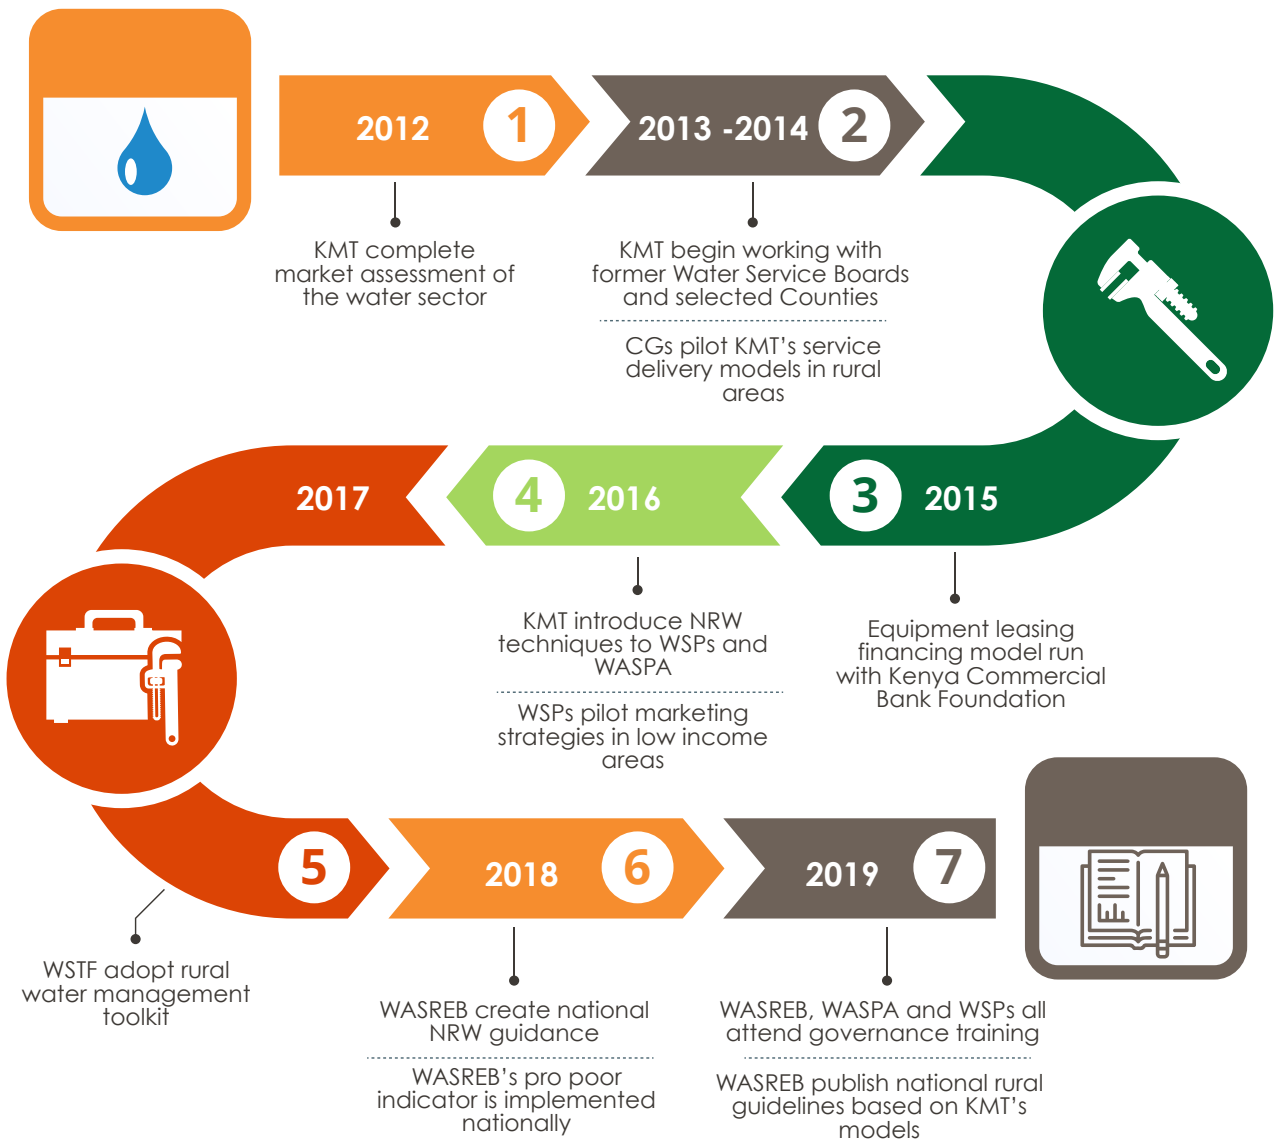 2012 1
2013 -2014 2
KMT complete
market assessment of
the water sector
KMT begin working with
former Water Service Boards
and selected Counties
CGs pilot KMT's service
delivery models in rural
areas
3 2015
Equipment leasing
financing model run
with Kenya Commercial
Bank Foundation
4 2016
KMT introduce NRW
techniques to WSPs and
WASPA
WSPs pilot marketing
strategies in low income
areas
2017
5
WSTF adopt rural
water management
toolkit
2018 6
WASREB create national
NRW guidance
WASREB's pro poor
indicator is implemented
nationally
2019 7
WASREB, WASPA and WSPs all
attend governance training
WASREB publish national rural
guidelines based on KMT's
models